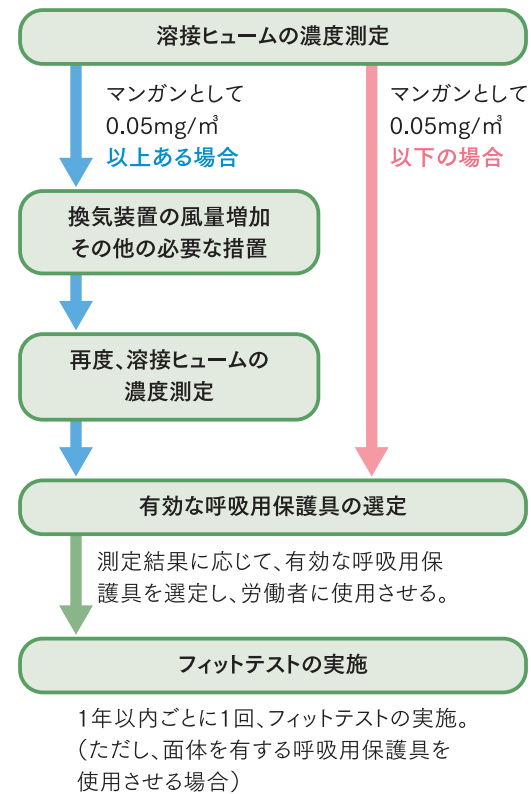 溶接ヒュームの濃度測定
マンガンとして
0.05mg/㎥
以上ある場合
マンガンとして
0.05mg/㎥
以下の場合
換気装置の風量増加
その他の必要な措置
再度、溶接ヒュームの
濃度測定
有効な呼吸用保護具の選定
測定結果に応じて、有効な呼吸用保
護具を選定し、労働者に使用させる。
フィットテストの実施
1年以内ごとに1回、フィットテストの実施。
（ただし、面体を有する呼吸用保護具を
使用させる場合）